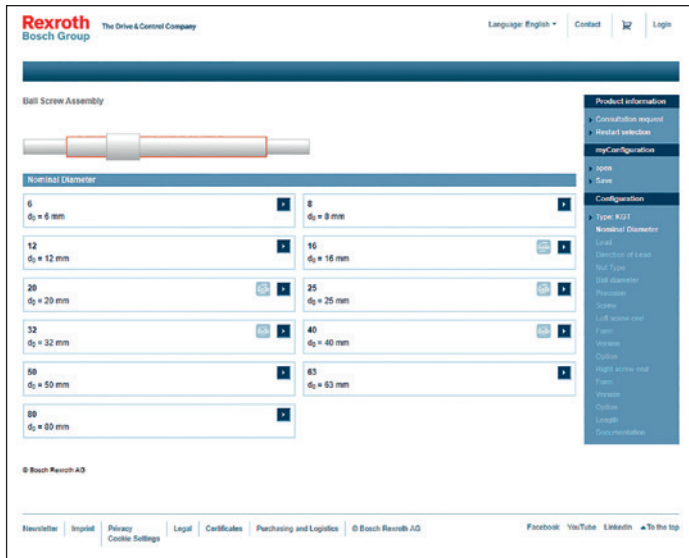 Rexroth
Bosch Group
The Drive & Control Company
Language: English
Contact
Login
Ball Screw Assembly
Nominal Diameter
6
d₀ = 6 mm
8
d₀ = 8 mm
12
d₀ = 12 mm
16
d₀ = 16 mm
20
d₀ = 20 mm
25
d₀ = 25 mm
32
d₀ = 32 mm
40
d₀ = 40 mm
50
d₀ = 50 mm
63
d₀ = 63 mm
80
d₀ = 80 mm
Product information
Consultation request
Restart selection
myConfiguration
open
Save
Configuration
Type: KGT
Nominal Diameter
Lead
Direction of Lead
Nut Type
Ball diameter
Precision
Screw
Left screw end
Form
Version
Option
Right screw end
Form
Version
Option
Length
Documentation
© Bosch Rexroth AG
Newsletter
Imprint
Privacy
Cookie Settings
Legal
Certificates
Purchasing and Logistics
© Bosch Rexroth AG
Facebook
YouTube
LinkedIn
To the top